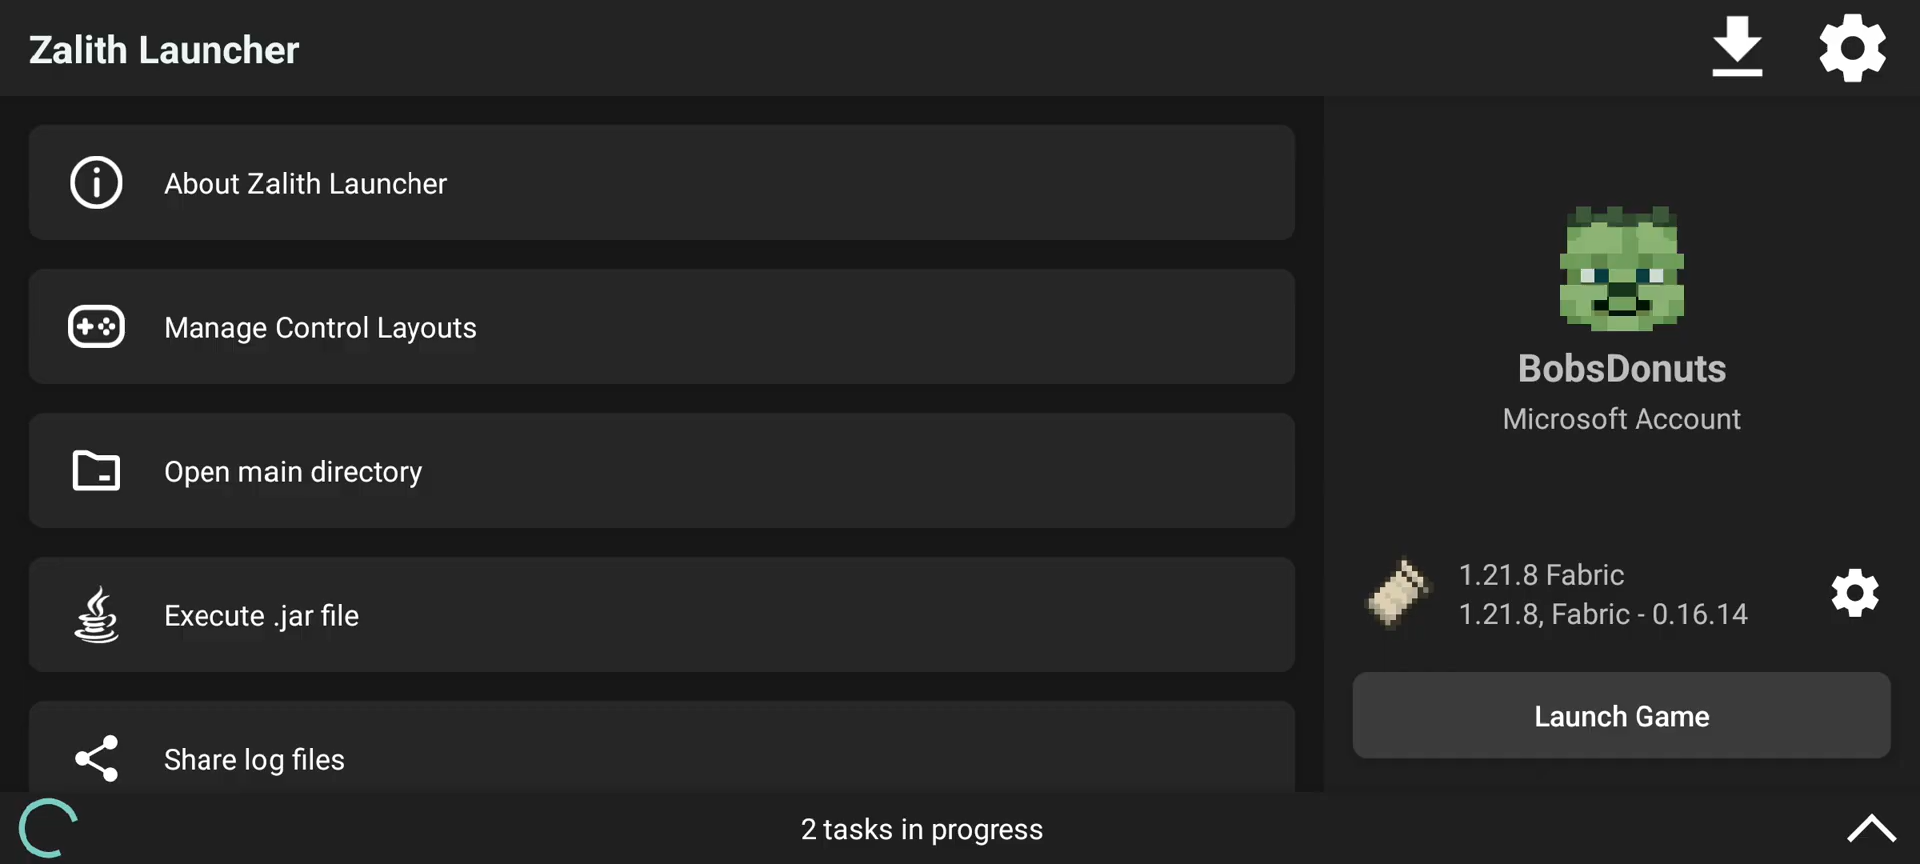 Zalith Launcher
About Zalith Launcher
Manage Control Layouts
Open main directory
Execute .jar file
Share log files
BobsDonuts
Microsoft Account
1.21.8 Fabric
1.21.8, Fabric - 0.16.14
Launch Game
2 tasks in progress